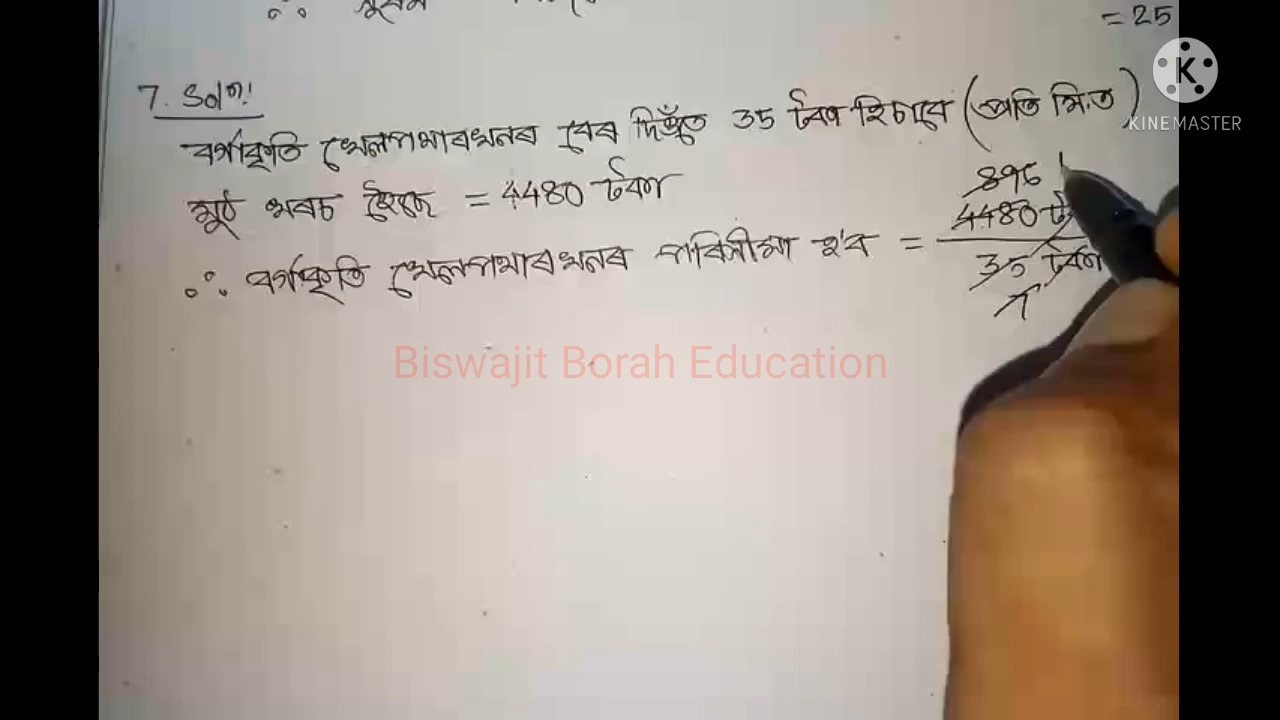 = 25
K
KINEMASTER
7. Solⁿ!
বৰ্গাকৃতি খেলপথাৰখনৰ বেৰ দিওঁতে 35 টকা হিচাবে (প্ৰতি মি.ত)
মুঠ খৰচ হৈছে = 4480 টকা
896
4480
∴ বৰ্গাকৃতি খেলপথাৰখনৰ পৰিসীমা হ'ব =
35 টকা
7
Biswajit Borah Education